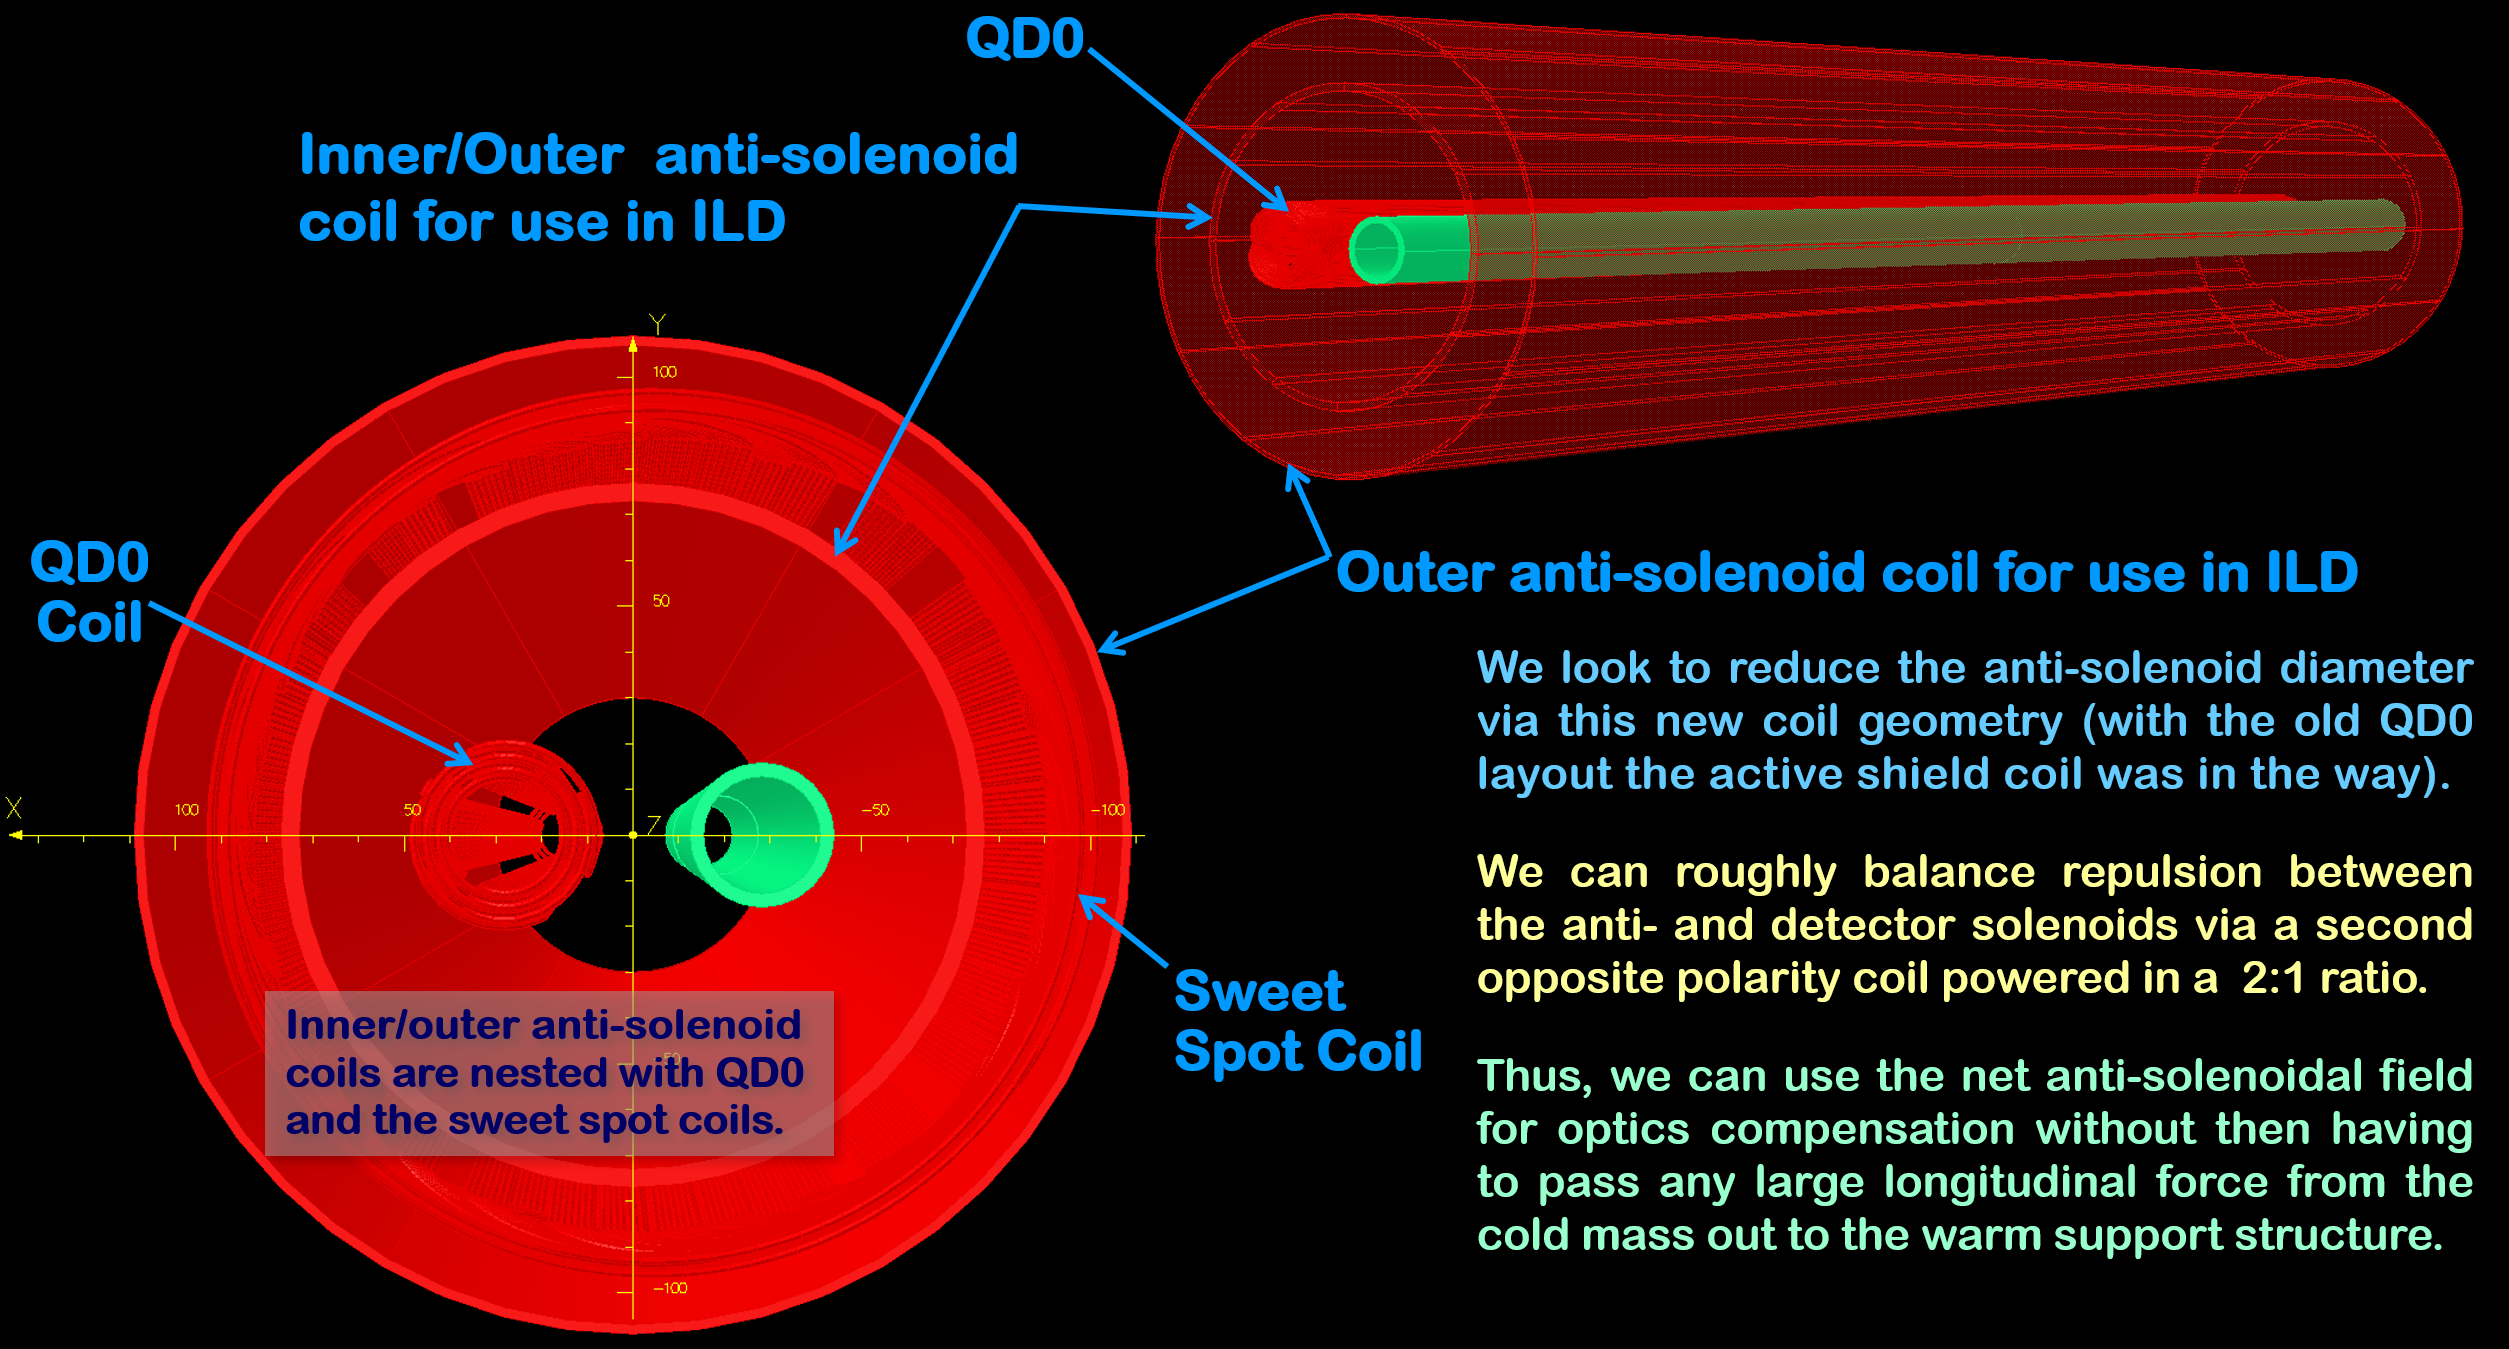 QD0
Inner/Outer anti-solenoid
coil for use in ILD
QD0
Coil
Outer anti-solenoid coil for use in ILD
We look to reduce the anti-solenoid diameter
via this new coil geometry (with the old QD0
layout the active shield coil was in the way).
We can roughly balance repulsion between
the anti- and detector solenoids via a second
opposite polarity coil powered in a 2:1 ratio.
Thus, we can use the net anti-solenoidal field
for optics compensation without then having
to pass any large longitudinal force from the
cold mass out to the warm support structure.
Sweet
Spot Coil
Inner/outer anti-solenoid
coils are nested with QD0
and the sweet spot coils.
Y
100
50
X
100
50
Z
-50
-100
-50
-100